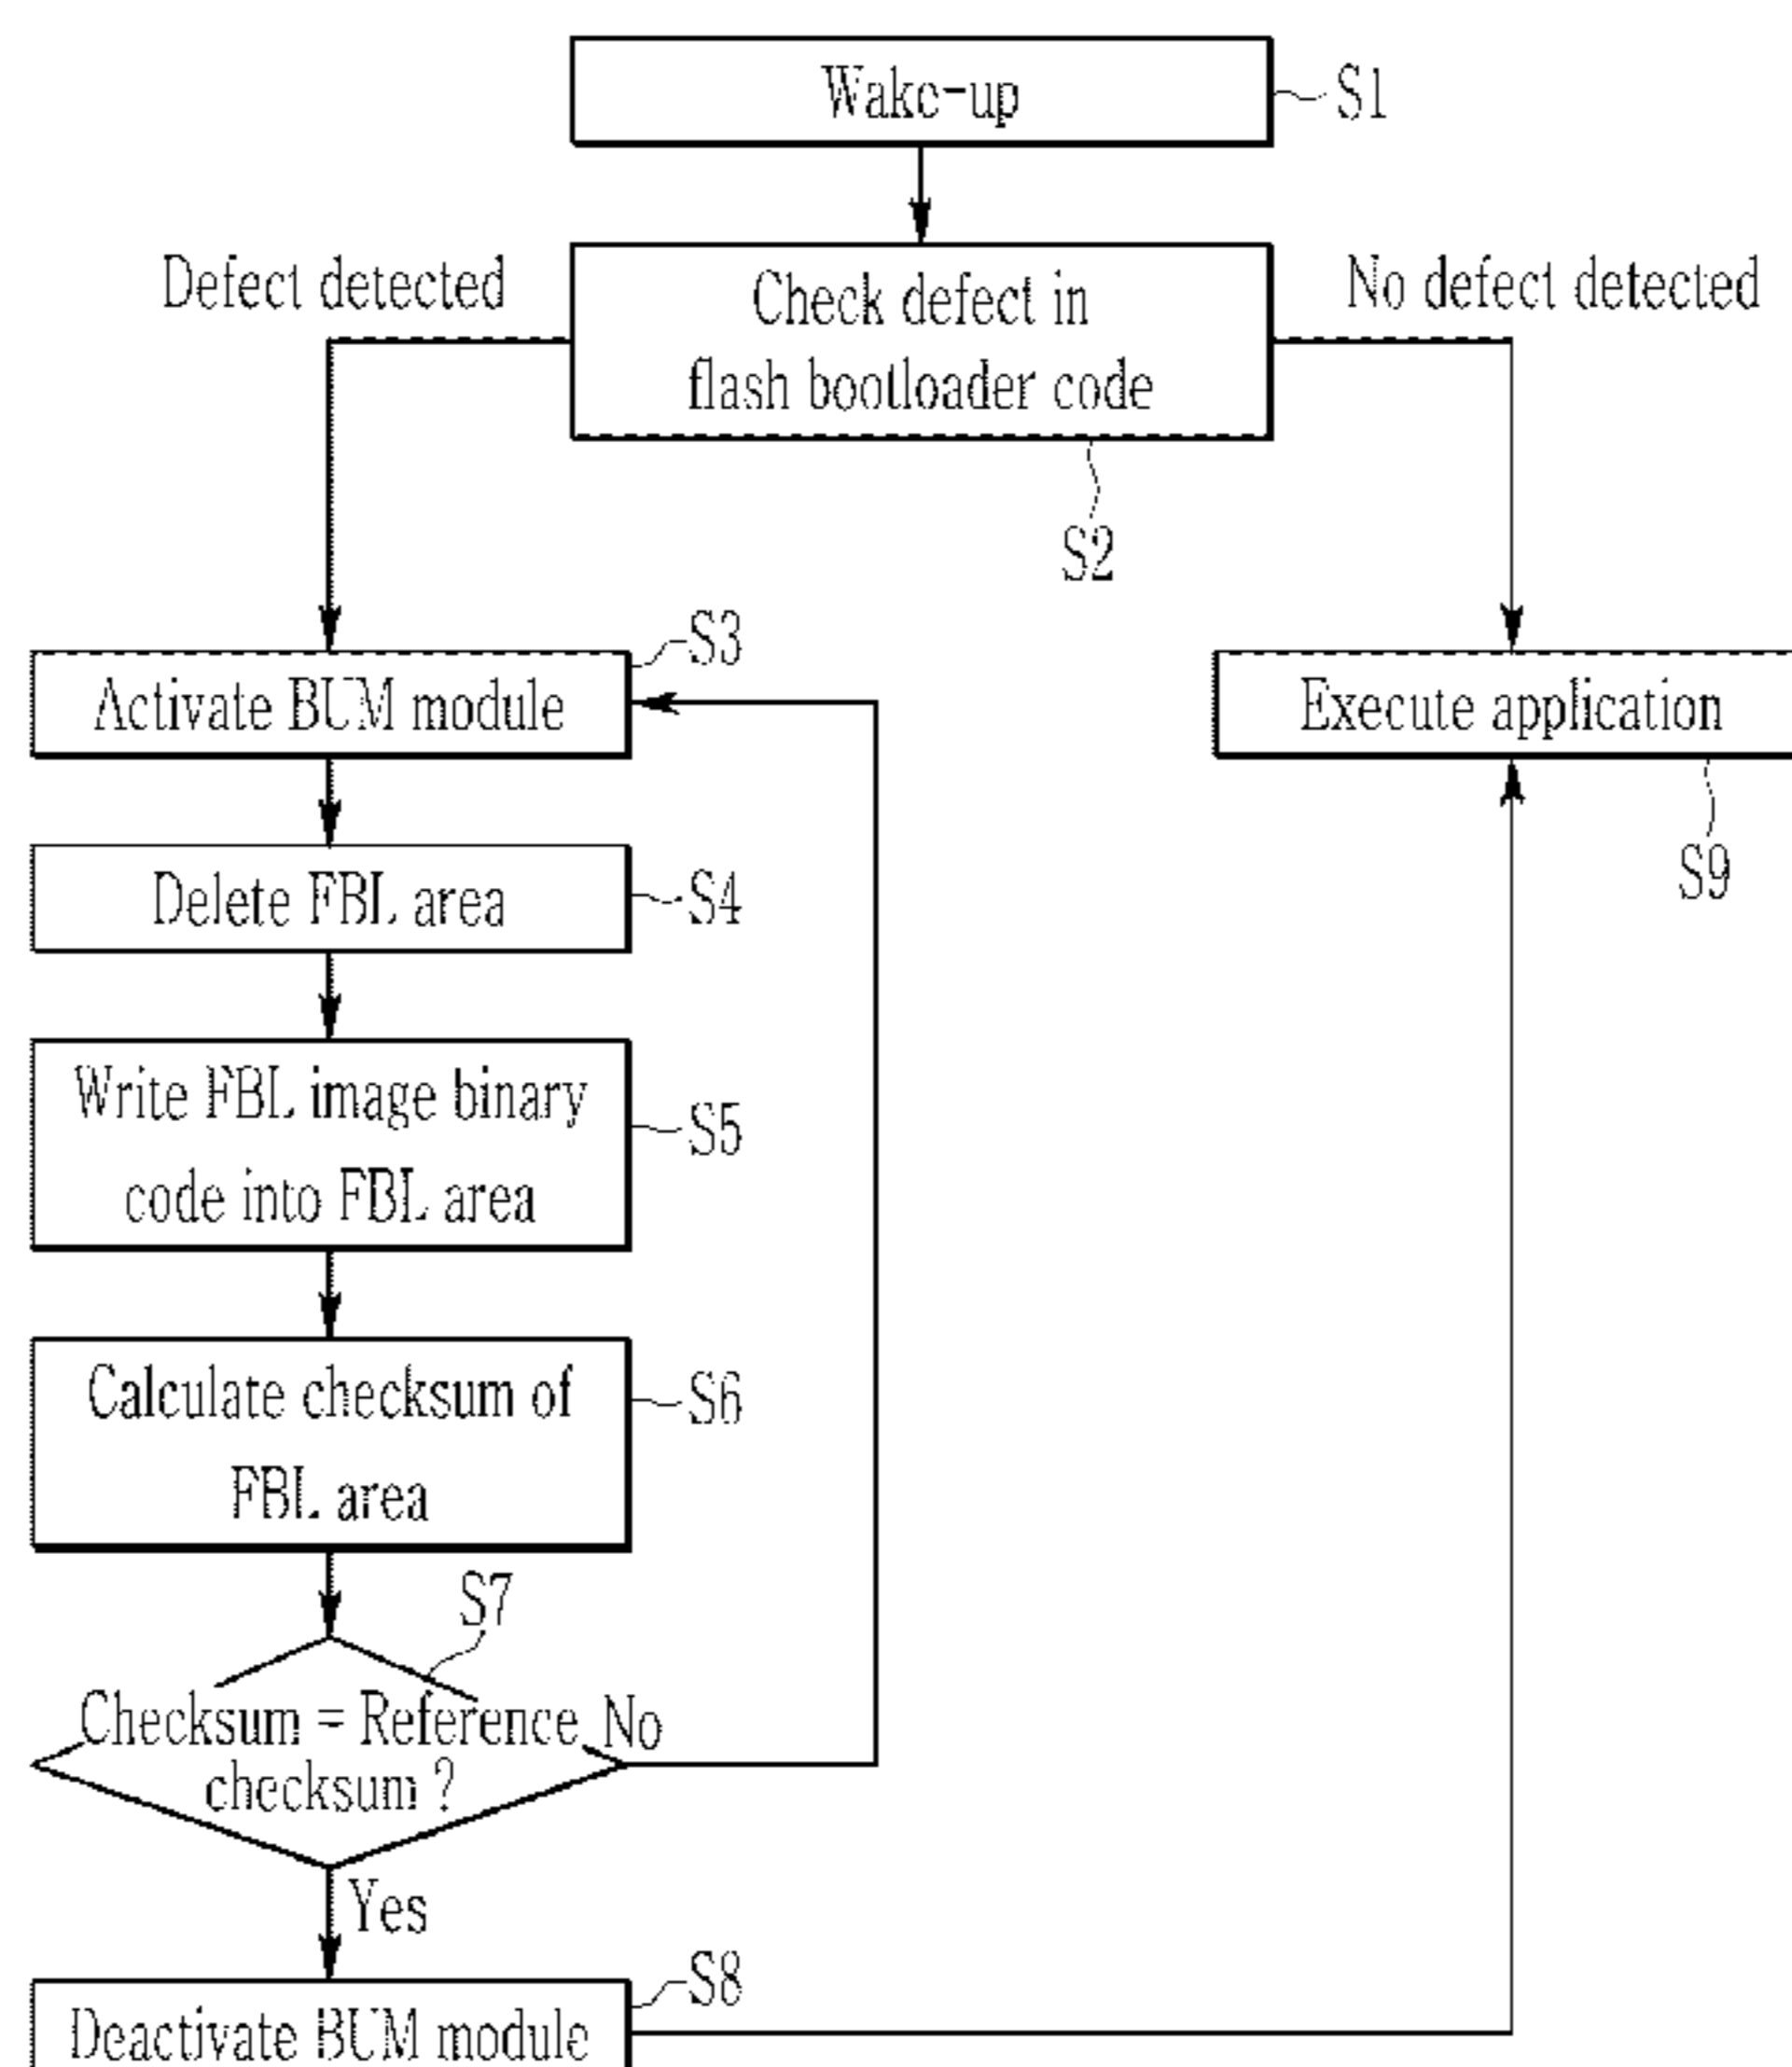 Wake-up
S1
Defect detected
Check defect in
flash bootloader code
No defect detected
S2
S3
Activate BUM module
Execute application
S9
Delete FBL area
S4
Write FBL image binary
code into FBL area
S5
Calculate checksum of
FBL area
S6
S7
Checksum = Reference
checksum ?
No
Yes
S8
Deactivate BUM module